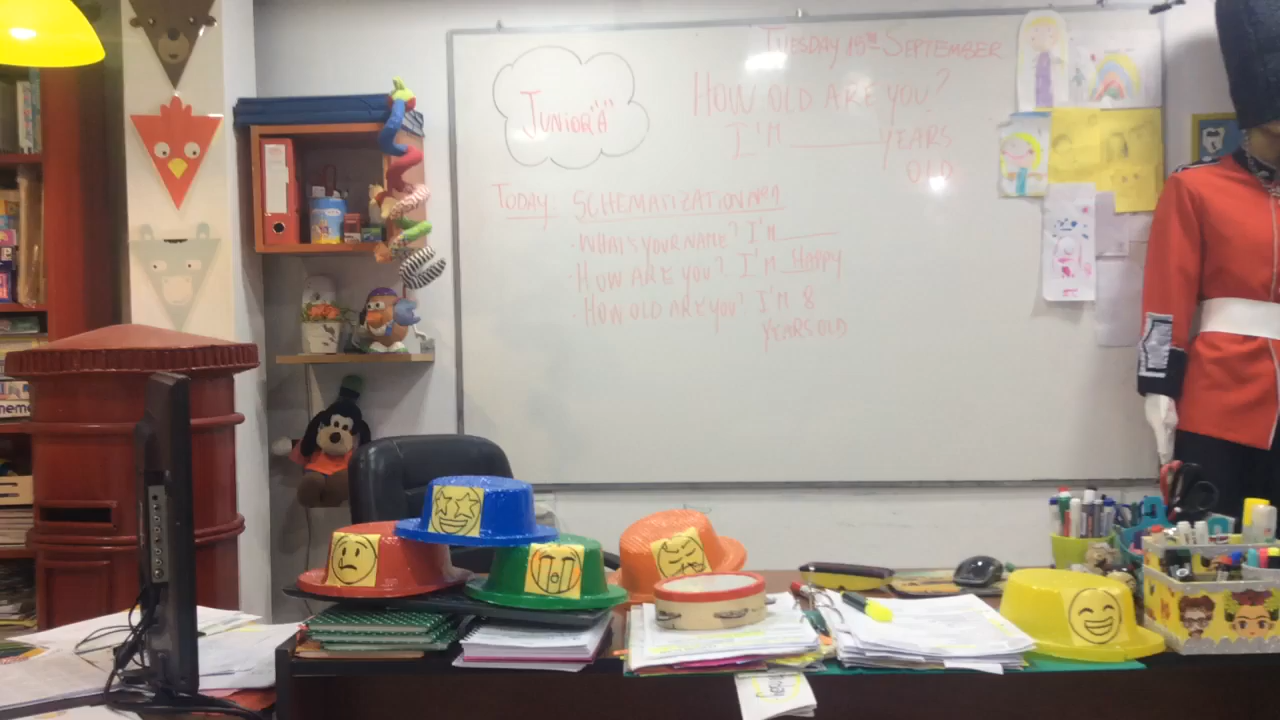 TUESDAY 15TH SEPTEMBER
JUNIOR "A"
HOW OLD ARE YOU?
I'M ______ YEARS
OLD
TODAY SCHEMATIZATION Nº1
· WHAT'S YOUR NAME? I'M ______
· HOW ARE YOU? I'M HAPPY
· HOW OLD ARE YOU? I'M 8
YEARS OLD